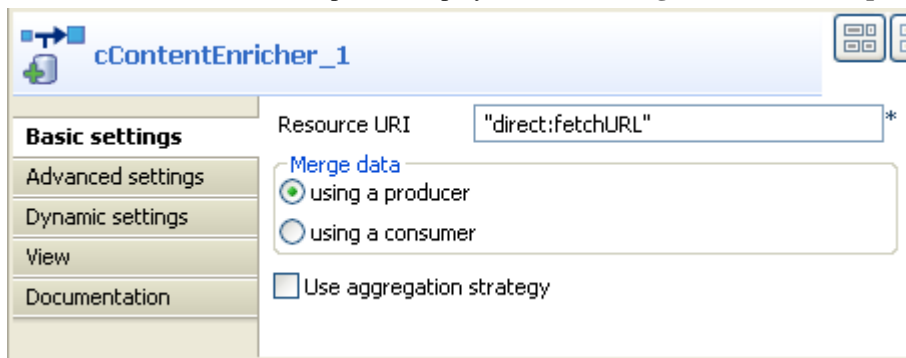 cContentEnricher_1
Basic settings
Advanced settings
Dynamic settings
View
Documentation
Resource URI "direct:fetchURL" *
Merge data
using a producer
using a consumer
Use aggregation strategy